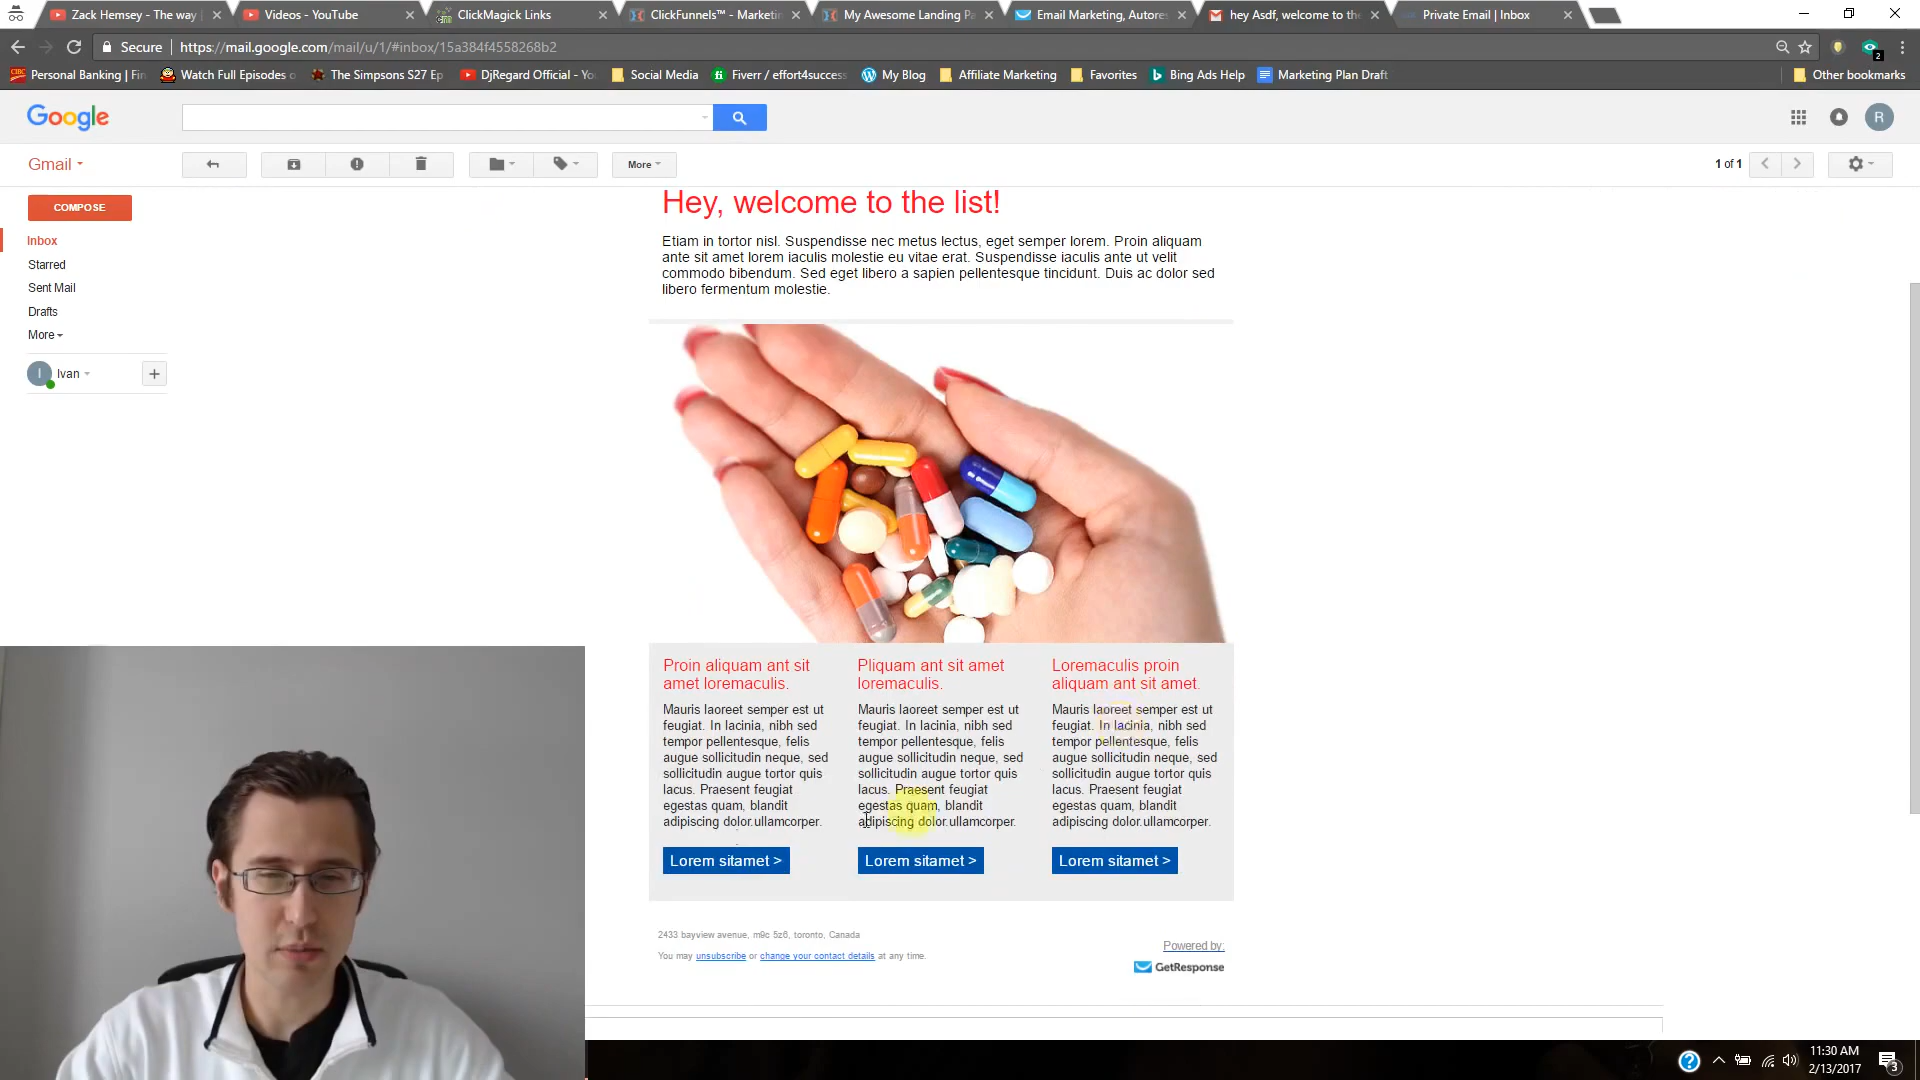 Zack Hemsey - The way
Videos - YouTube
ClickMagick Links
ClickFunnels™ - Marketi
My Awesome Landing Pa
Email Marketing, Autores
hey Asdf, welcome to the
Private Email | Inbox
Secure
https://mail.google.com/mail/u/1/#inbox/15a384f4558268b2
2
Personal Banking | Fin
Watch Full Episodes o
The Simpsons S27 Ep
DjRegard Official - Yo
Social Media
Fiverr / effort4success
My Blog
Affiliate Marketing
Favorites
Bing Ads Help
Marketing Plan Draft
Other bookmarks
Google
R
Gmail
More
1 of 1
COMPOSE
Inbox
Starred
Sent Mail
Drafts
More
I
Ivan
+
Hey, welcome to the list!
Etiam in tortor nisl. Suspendisse nec metus lectus, eget semper lorem. Proin aliquam
ante sit amet lorem iaculis molestie eu vitae erat. Suspendisse iaculis ante ut velit
commodo bibendum. Sed eget libero a sapien pellentesque tincidunt. Duis ac dolor sed
libero fermentum molestie.
Proin aliquam ant sit
amet loremaculis.
Mauris laoreet semper est ut
feugiat. In lacinia, nibh sed
tempor pellentesque, felis
augue sollicitudin neque, sed
sollicitudin augue tortor quis
lacus. Praesent feugiat
egestas quam, blandit
adipiscing dolor.ullamcorper.
Lorem sitamet >
Pliquam ant sit amet
loremaculis.
Mauris laoreet semper est ut
feugiat. In lacinia, nibh sed
tempor pellentesque, felis
augue sollicitudin neque, sed
sollicitudin augue tortor quis
lacus. Praesent feugiat
egestas quam, blandit
adipiscing dolor.ullamcorper.
Lorem sitamet >
Loremaculis proin
aliquam ant sit amet.
Mauris laoreet semper est ut
feugiat. In lacinia, nibh sed
tempor pellentesque, felis
augue sollicitudin neque, sed
sollicitudin augue tortor quis
lacus. Praesent feugiat
egestas quam, blandit
adipiscing dolor.ullamcorper.
Lorem sitamet >
2433 bayview avenue, m9c 5z6, toronto, Canada
You may unsubscribe or change your contact details at any time.
Powered by:
GetResponse
11:30 AM
2/13/2017
3